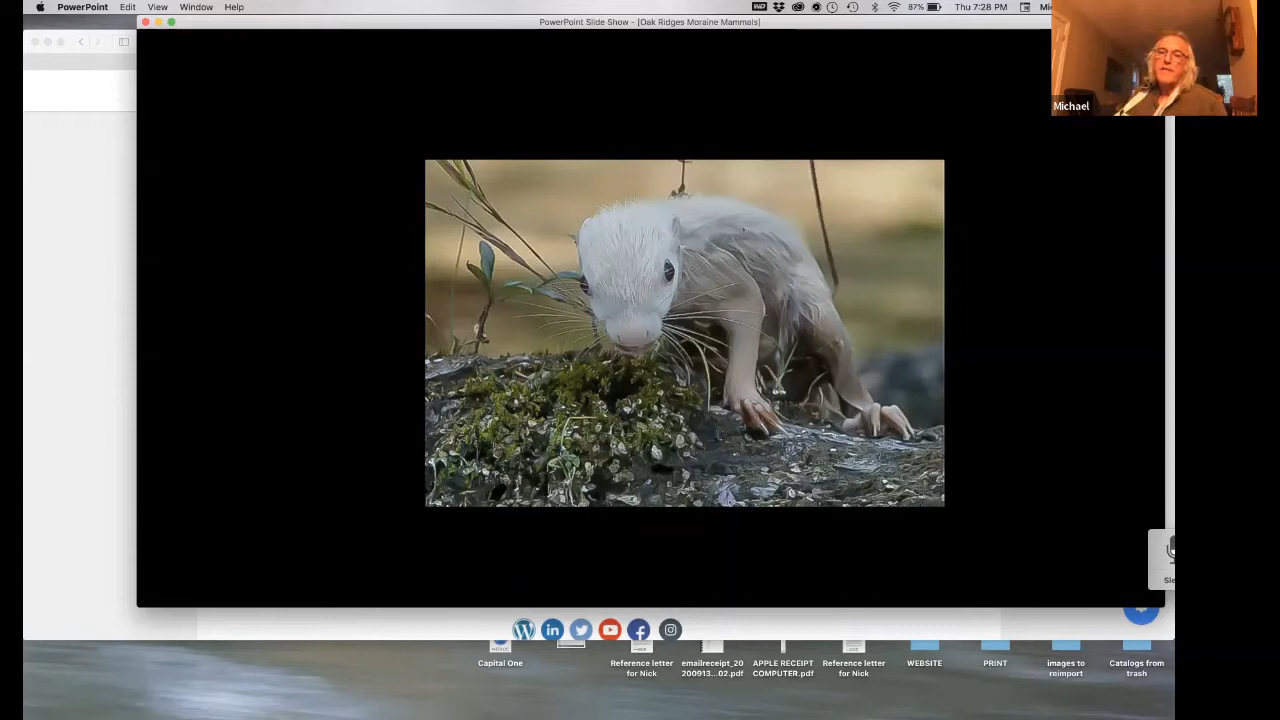 PowerPoint Edit View Window Help
87% Thu 7:28 PM
PowerPoint Slide Show - [Oak Ridges Moraine Mammals]
Michael
Capital One
Reference letter
for Nick
emailreceipt_20
200913...02.pdf
APPLE RECEIPT
COMPUTER.pdf
Reference letter
for Nick
WEBSITE
PRINT
images to
reimport
Catalogs from
trash